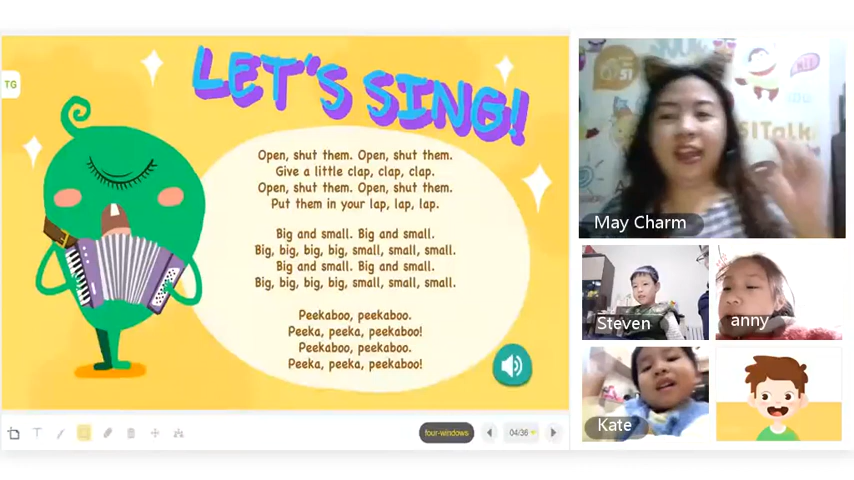 LET'S SING!
TG
Open, shut them. Open, shut them.
Give a little clap, clap, clap.
Open, shut them. Open, shut them.
Put them in your lap, lap, lap.
Big and small. Big and small.
Big, big, big, big, small, small, small.
Big and small. Big and small.
Big, big, big, big, small, small, small.
Peekaboo, peekaboo.
Peeka, peeka, peekaboo!
Peekaboo, peekaboo.
Peeka, peeka, peekaboo!
four-windows
04/36
51Talk
May Charm
Steven
anny
Kate